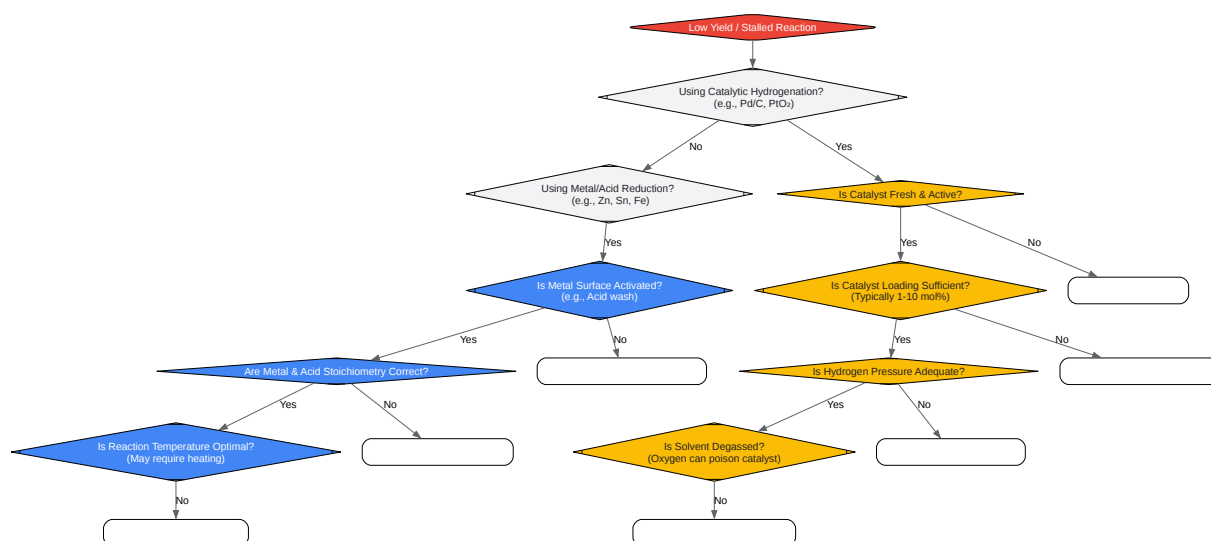 Low Yield / Stalled Reaction
Using Catalytic Hydrogenation?
(e.g., Pd/C, PtO₂)
No
Yes
Using Metal/Acid Reduction?
(e.g., Zn, Sn, Fe)
Is Catalyst Fresh & Active?
Yes
Yes
No
Is Metal Surface Activated?
(e.g., Acid wash)
Is Catalyst Loading Sufficient?
(Typically 1-10 mol%)
Yes
No
Yes
No
Are Metal & Acid Stoichiometry Correct?
Is Hydrogen Pressure Adequate?
Yes
No
Yes
No
Is Reaction Temperature Optimal?
(May require heating)
Is Solvent Degassed?
(Oxygen can poison catalyst)
No
No